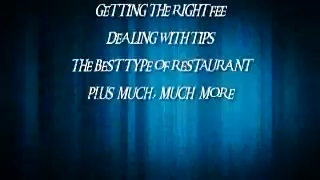 GETTING THE RIGHT FEE
DEALING WITH TIPS
THE BEST TYPE OF RESTAURANT
PLUS MUCH, MUCH MORE